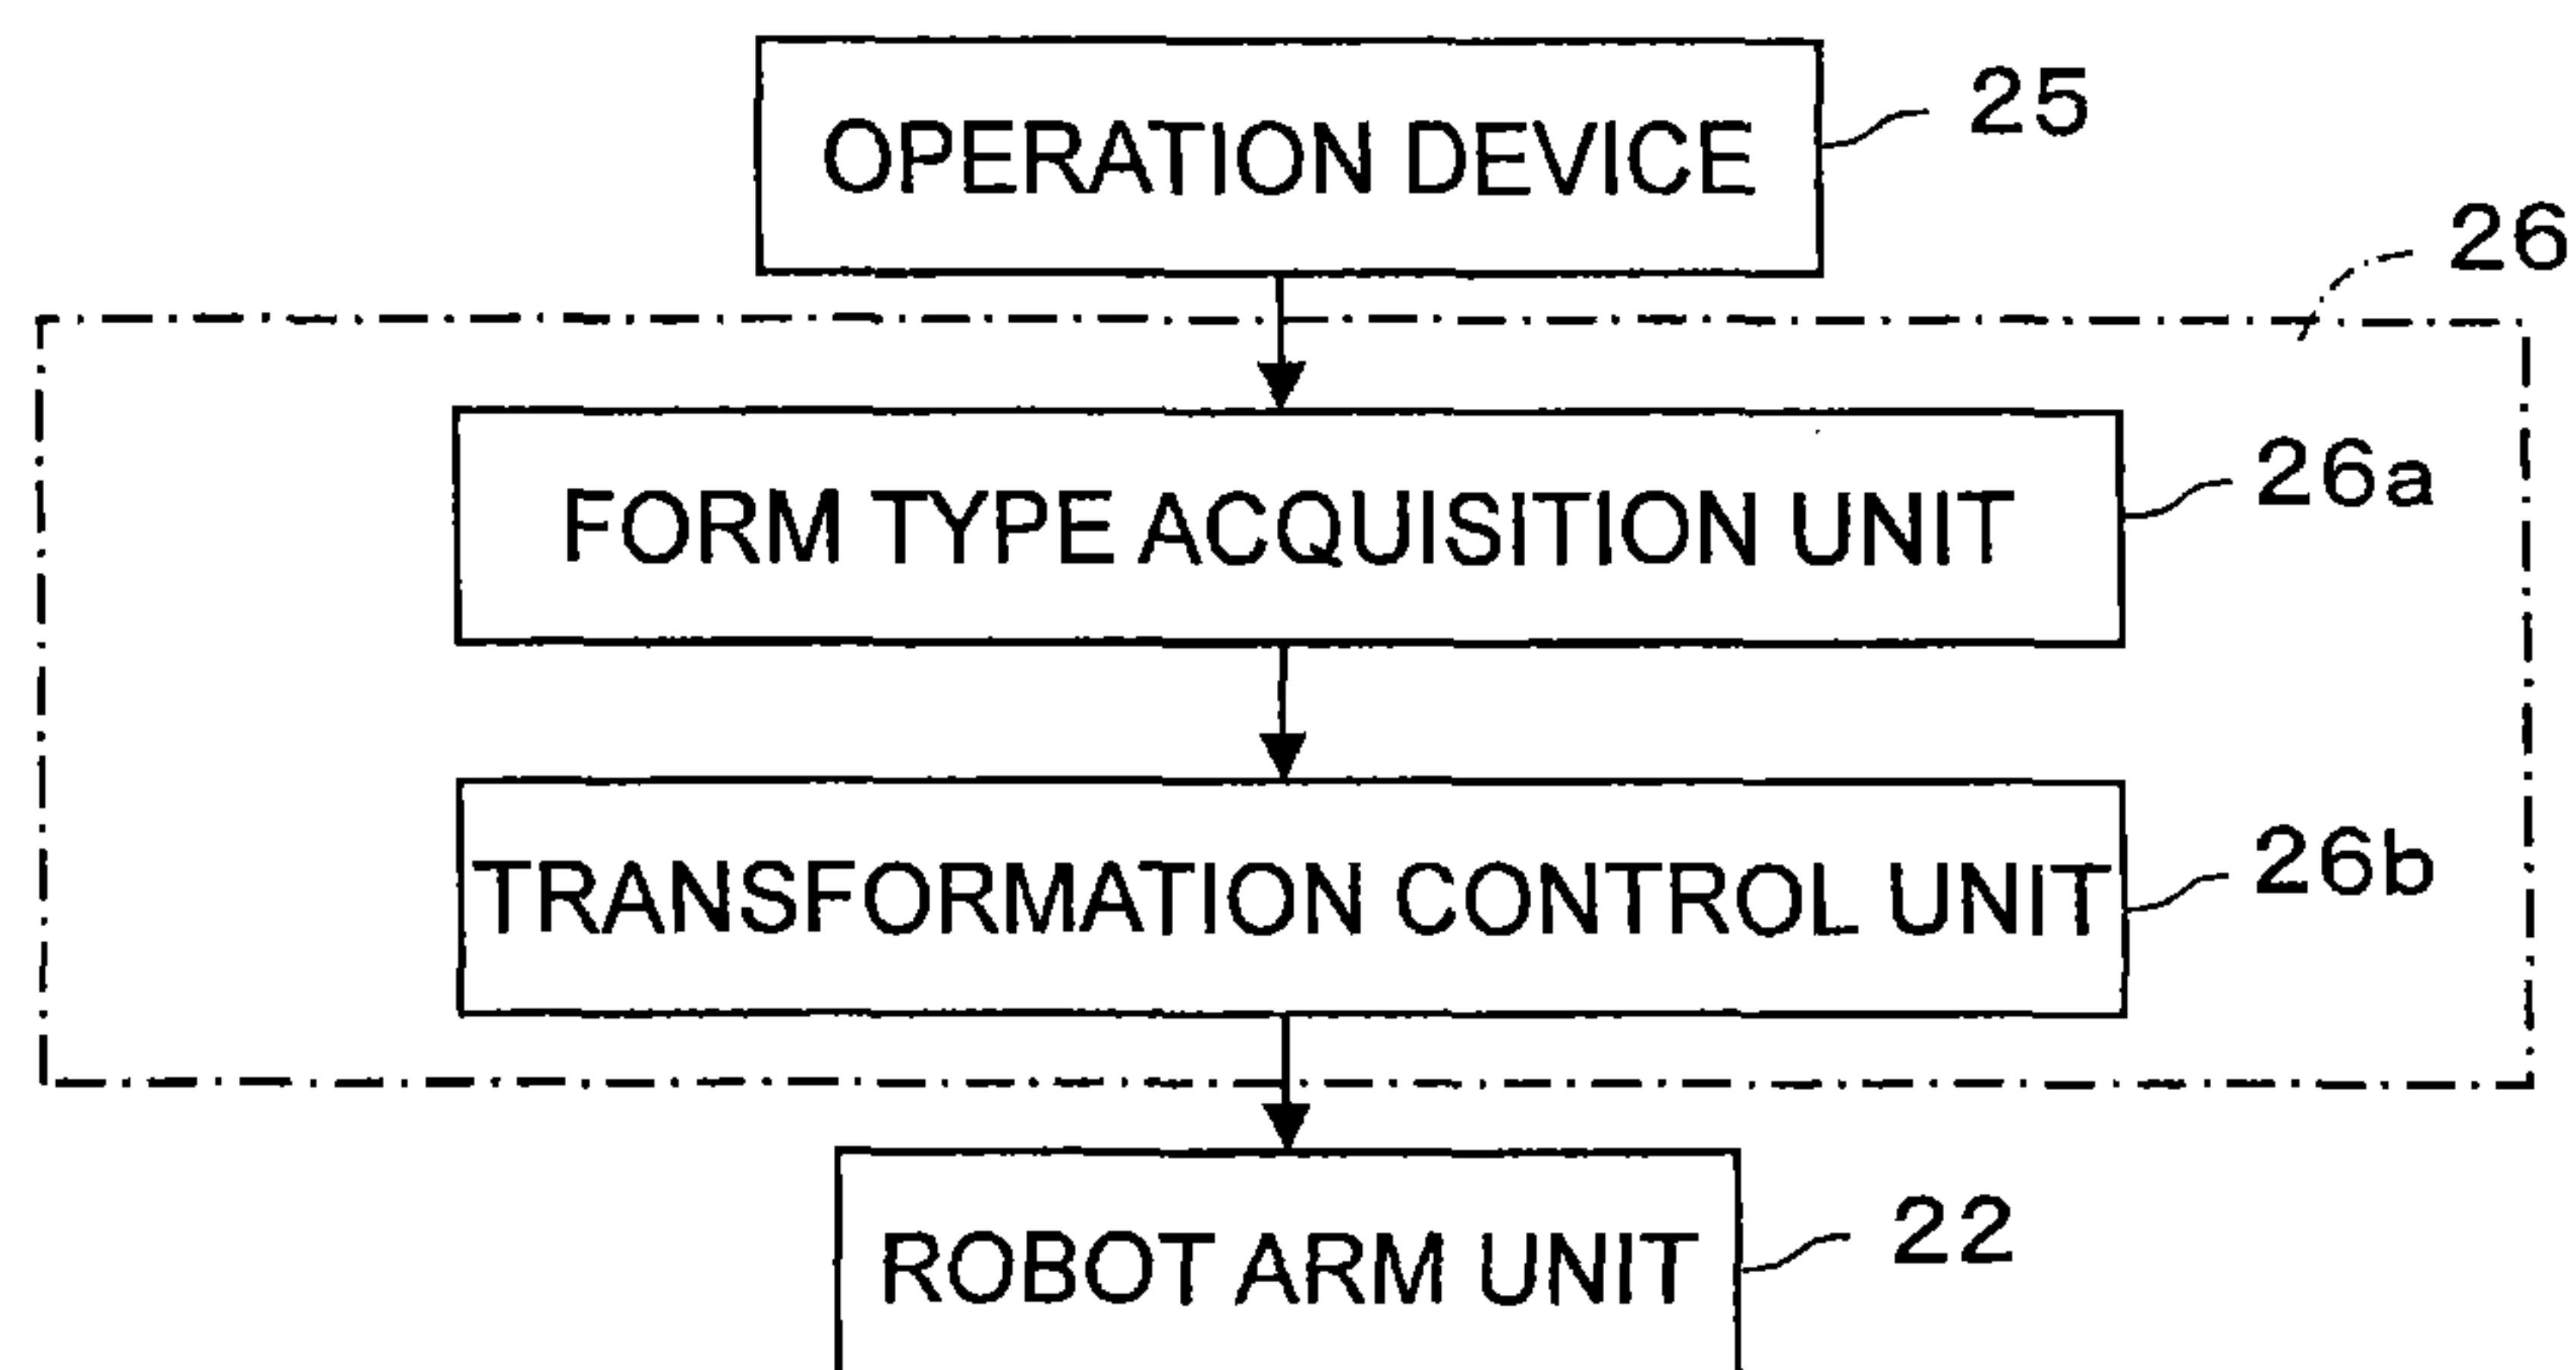 OPERATION DEVICE
25
26
FORM TYPE ACQUISITION UNIT
26a
TRANSFORMATION CONTROL UNIT
26b
ROBOT ARM UNIT
22